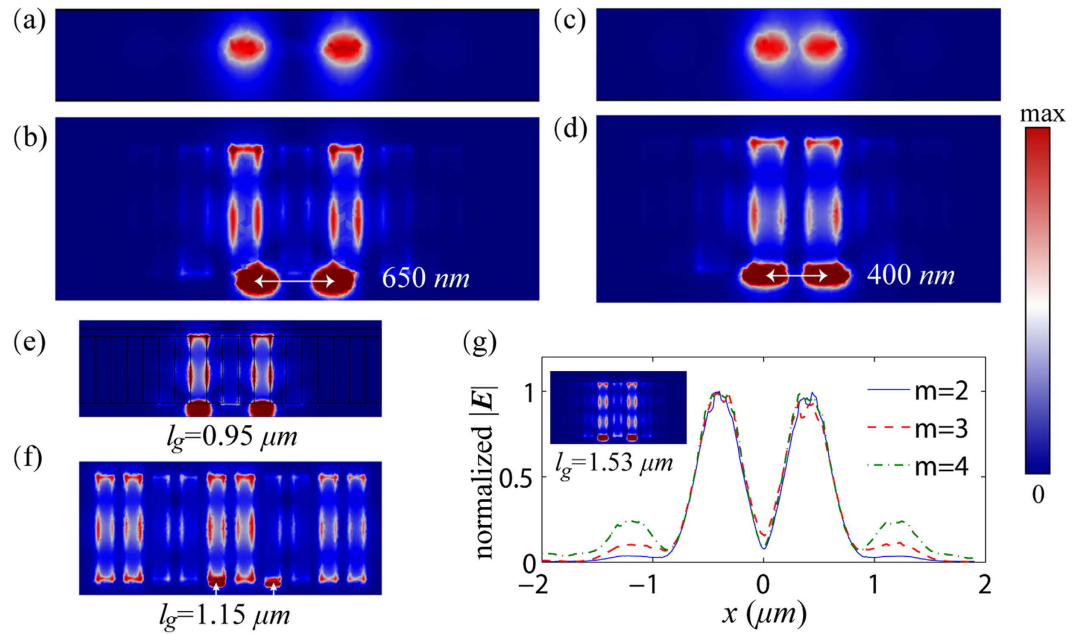 (a)
(c)
(b)
650 nm
(d)
400 nm
max
0
(e)
l_g=0.95 μm
(f)
l_g=1.15 μm
(g)
normalized |E|
1
0.5
0
−2
−1
0
1
2
x (μm)
l_g=1.53 μm
m=2
m=3
m=4